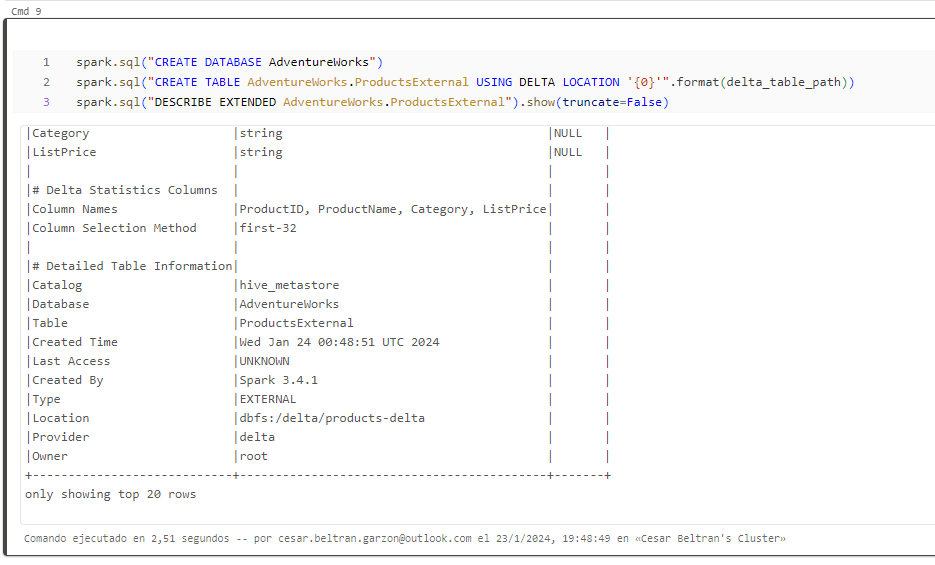 Cmd 9
1 spark.sql("CREATE DATABASE AdventureWorks")
2 spark.sql("CREATE TABLE AdventureWorks.ProductsExternal USING DELTA LOCATION '{0}'".format(delta_table_path))
3 spark.sql("DESCRIBE EXTENDED AdventureWorks.ProductsExternal").show(truncate=False)
|Category                    |string                                     |NULL   |
|ListPrice                   |string                                     |NULL   |
|                            |                                           |       |
|# Delta Statistics Columns  |                                           |       |
|Column Names                |ProductID, ProductName, Category, ListPrice|       |
|Column Selection Method     |first-32                                   |       |
|                            |                                           |       |
|# Detailed Table Information|                                           |       |
|Catalog                     |hive_metastore                             |       |
|Database                    |AdventureWorks                             |       |
|Table                       |ProductsExternal                           |       |
|Created Time                |Wed Jan 24 00:48:51 UTC 2024               |       |
|Last Access                 |UNKNOWN                                    |       |
|Created By                  |Spark 3.4.1                                |       |
|Type                        |EXTERNAL                                   |       |
|Location                    |dbfs:/delta/products-delta                 |       |
|Provider                    |delta                                      |       |
|Owner                       |root                                       |       |
+----------------------------+-------------------------------------------+-------+
only showing top 20 rows
Comando ejecutado en 2,51 segundos -- por cesar.beltran.garzon@outlook.com el 23/1/2024, 19:48:49 en «Cesar Beltran's Cluster»